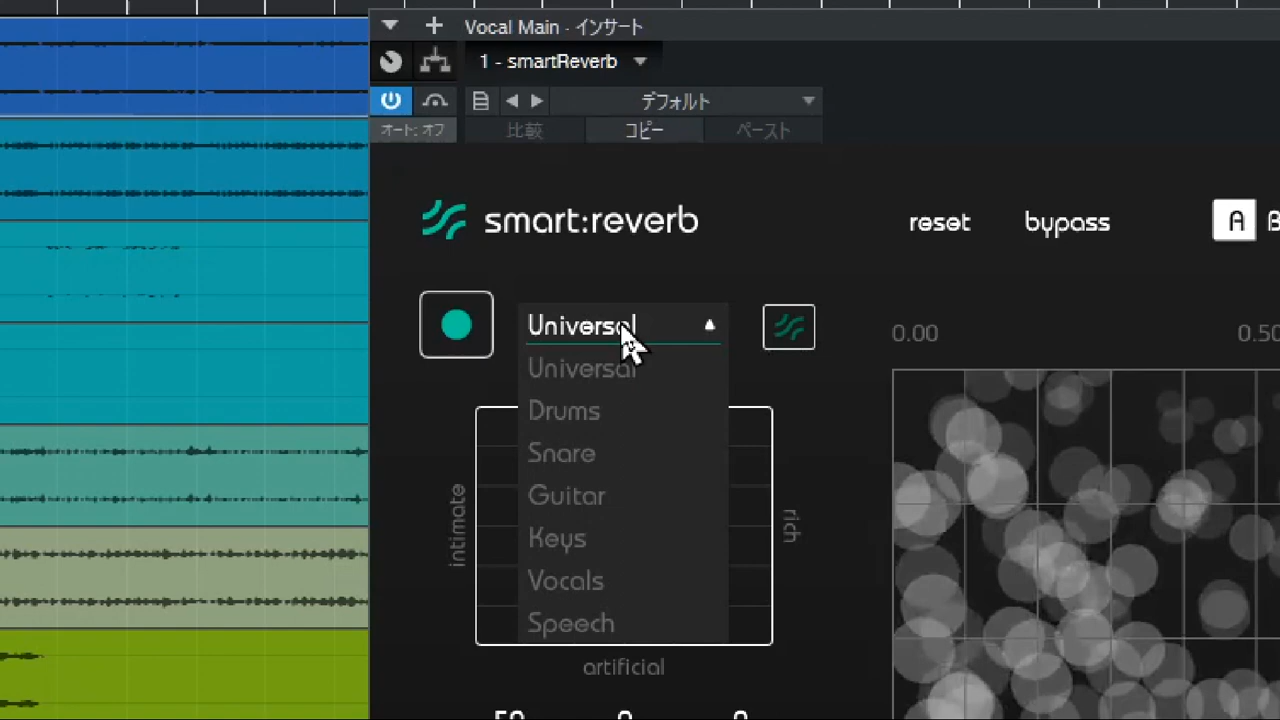 Vocal Main - インサート
1 - smartReverb
デフォルト
オート: オフ 比較 コピー ペースト
smart:reverb reset bypass A
Universal
0.00 0.50
Universal
Drums
Snare
Guitar
Keys
Vocals
Speech
intimate
rich
artificial